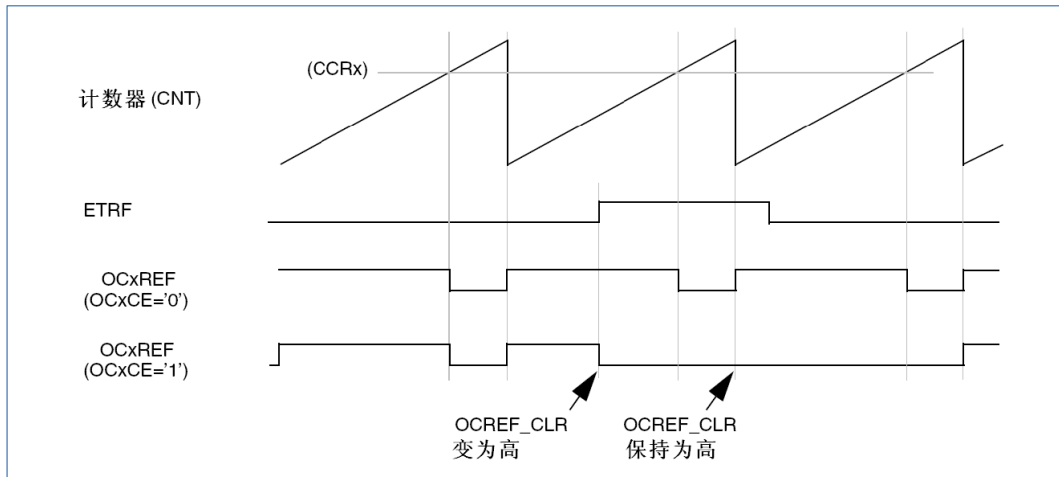 (CCRx)
计数器 (CNT)
ETRF
OCxREF
(OCxCE='0')
OCxREF
(OCxCE='1')
OCREF_CLR
变为高
OCREF_CLR
保持为高